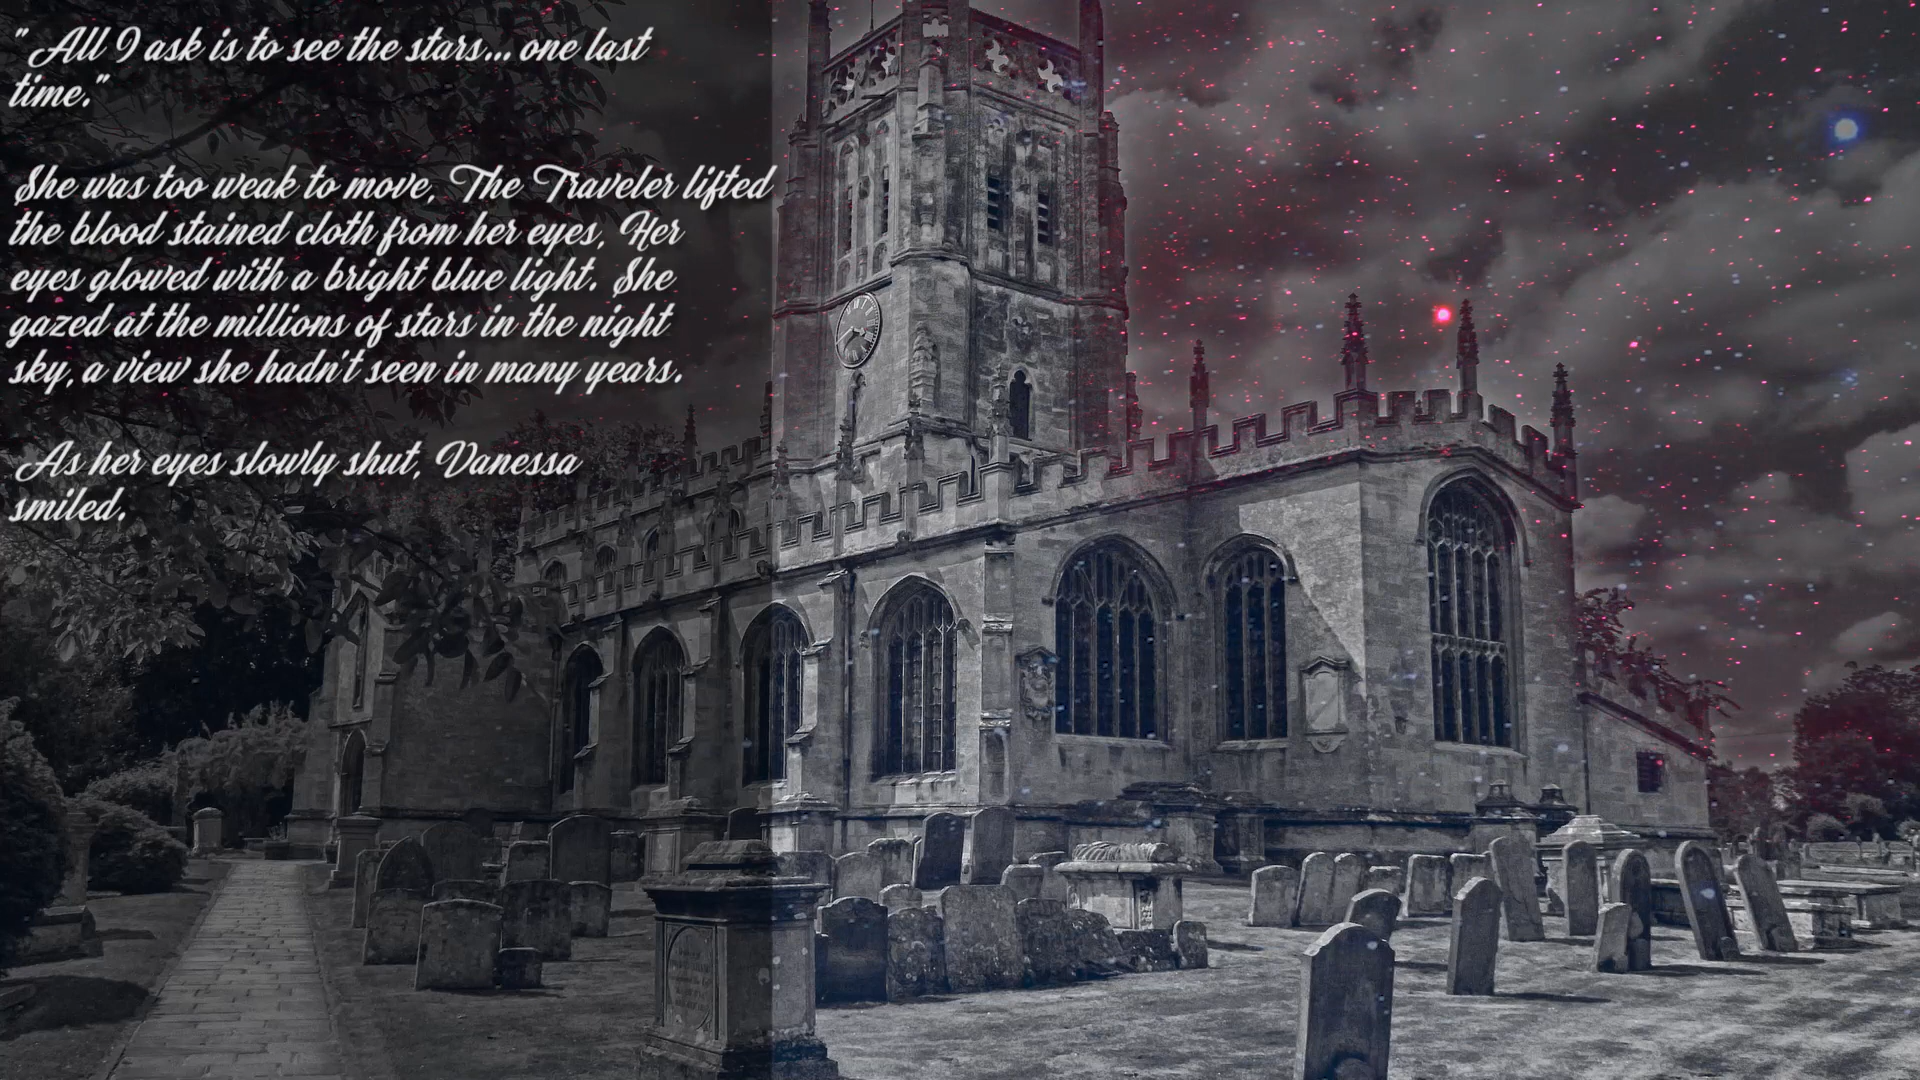 "All I ask is to see the stars... one last
time."
She was too weak to move, The Traveler lifted
the blood stained cloth from her eyes, Her
eyes glowed with a bright blue light. She
gazed at the millions of stars in the night
sky, a view she hadn't seen in many years.
As her eyes slowly shut, Vanessa
smiled.